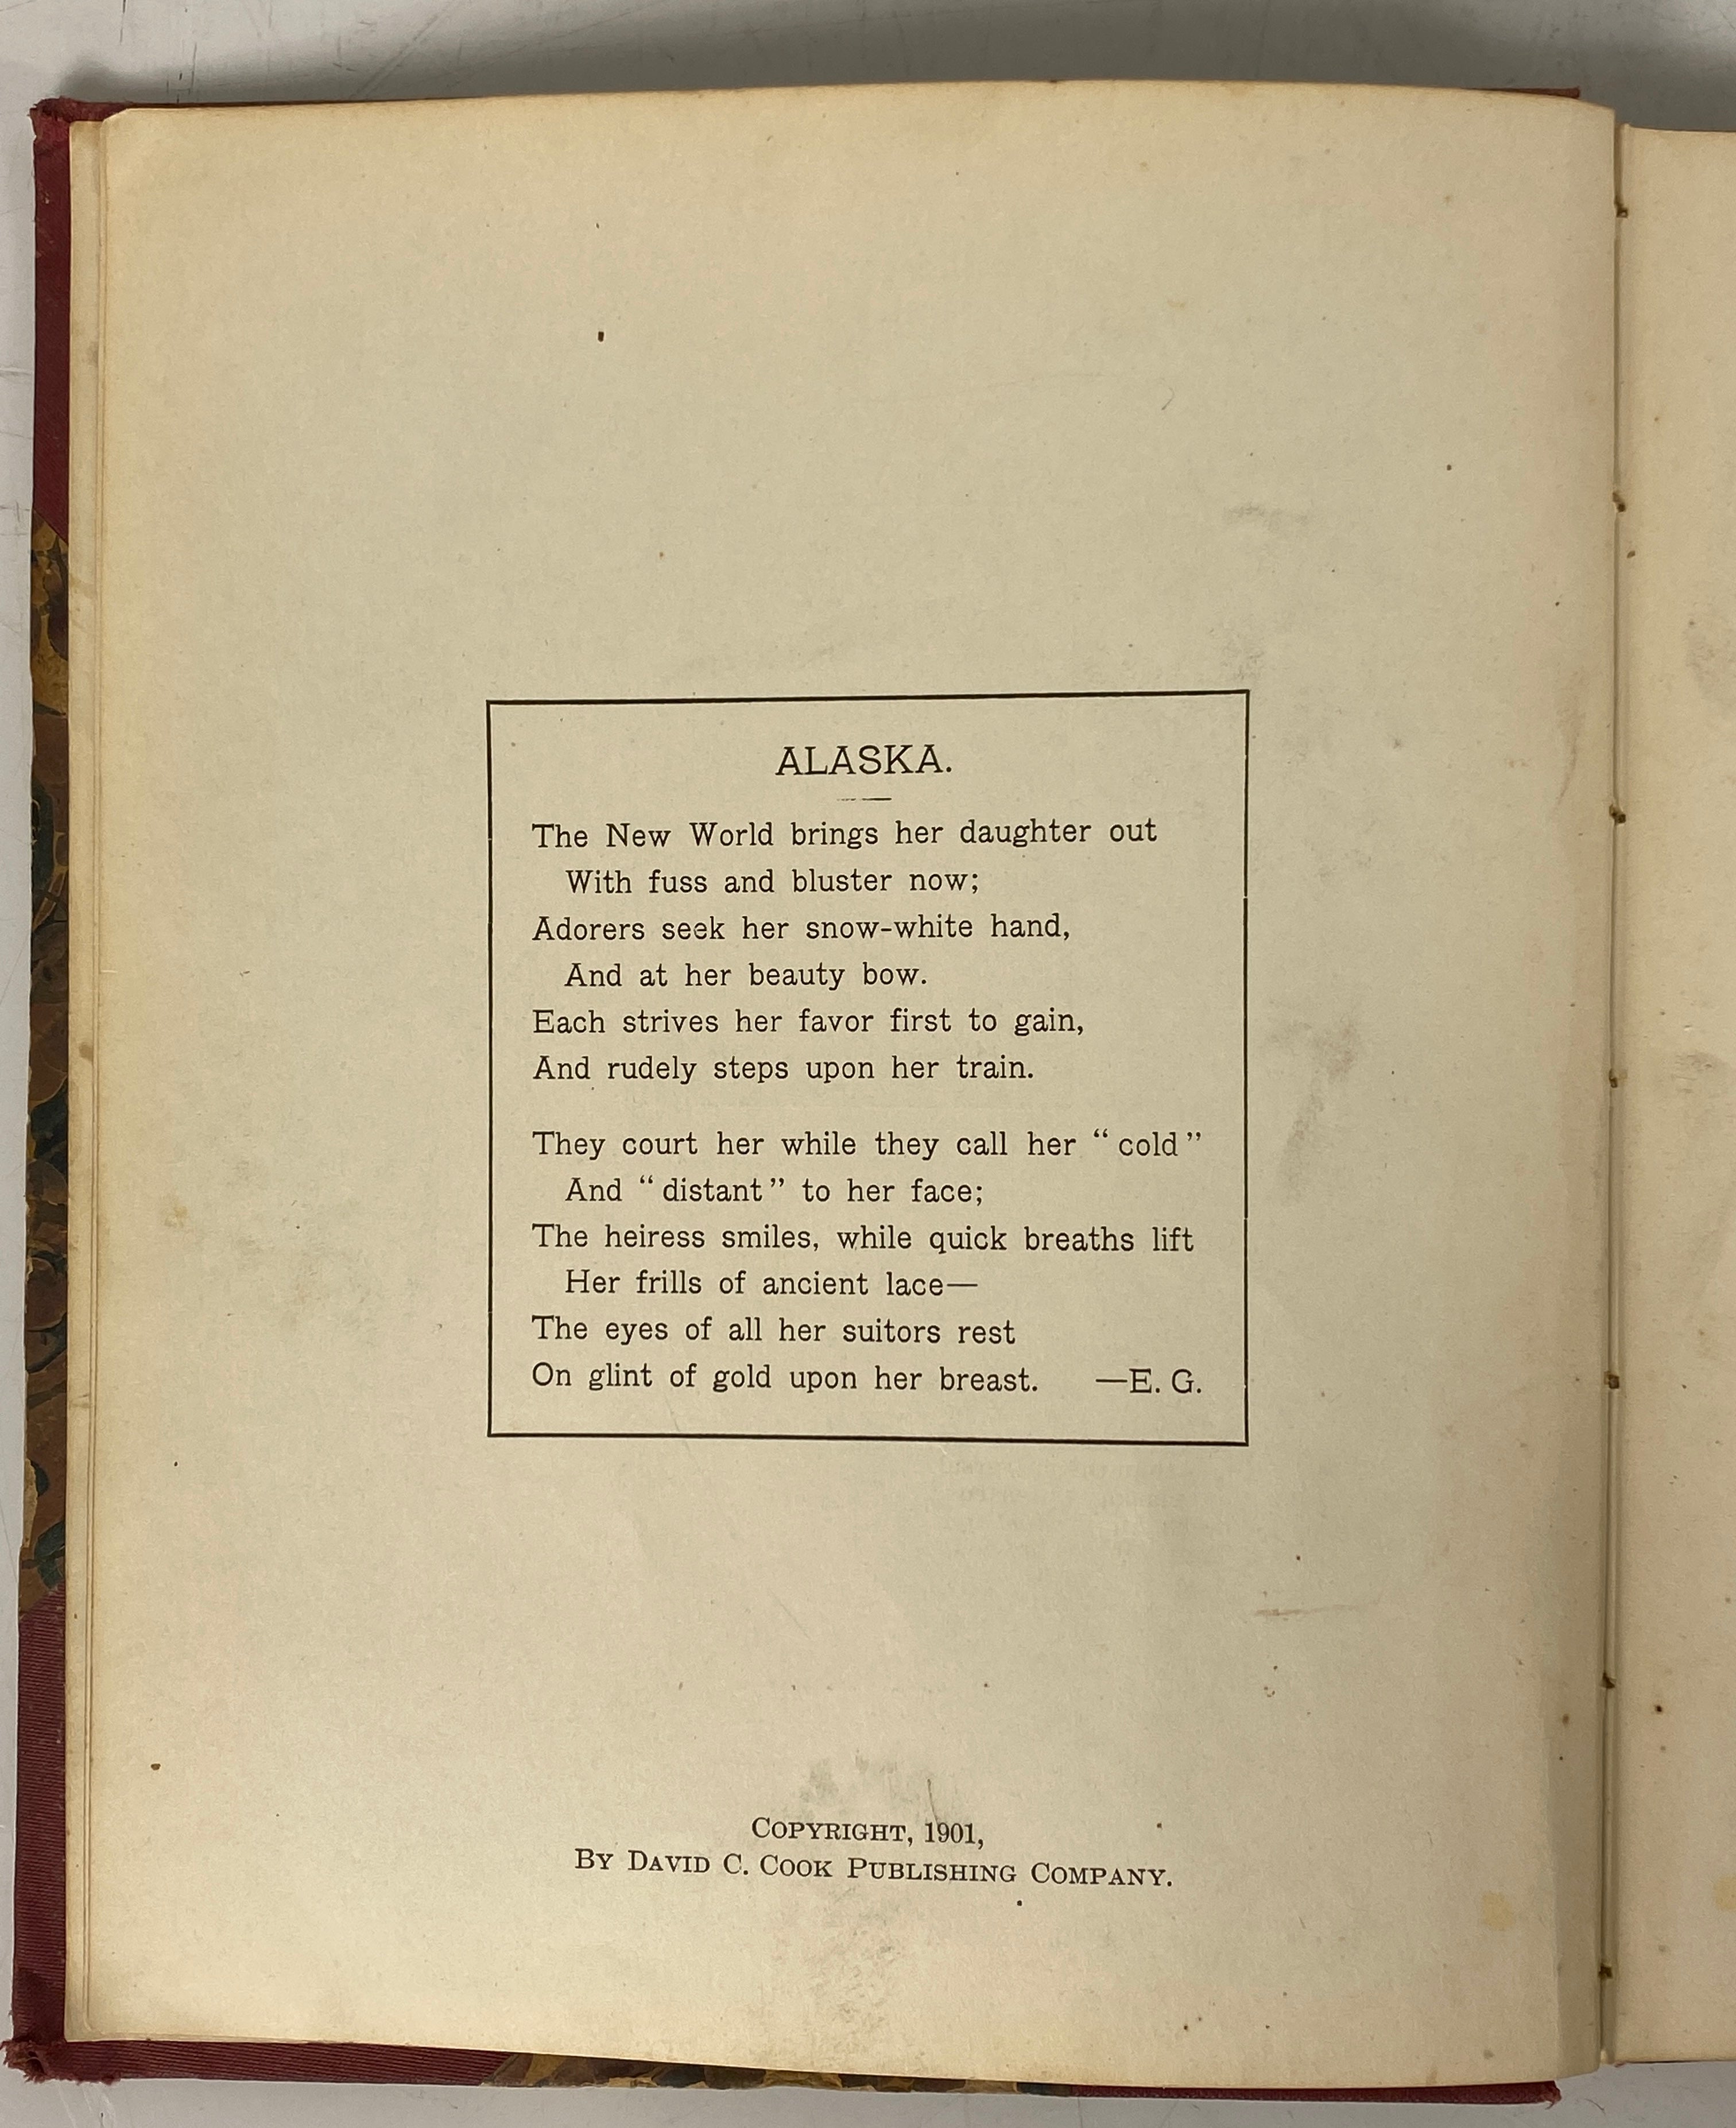 ALASKA.
The New World brings her daughter out
With fuss and bluster now;
Adorers seek her snow-white hand,
And at her beauty bow.
Each strives her favor first to gain,
And rudely steps upon her train.
They court her while they call her “cold”
And “distant” to her face;
The heiress smiles, while quick breaths lift
Her frills of ancient lace—
The eyes of all her suitors rest
On glint of gold upon her breast. —E. G.
COPYRIGHT, 1901,
BY DAVID C. COOK PUBLISHING COMPANY.